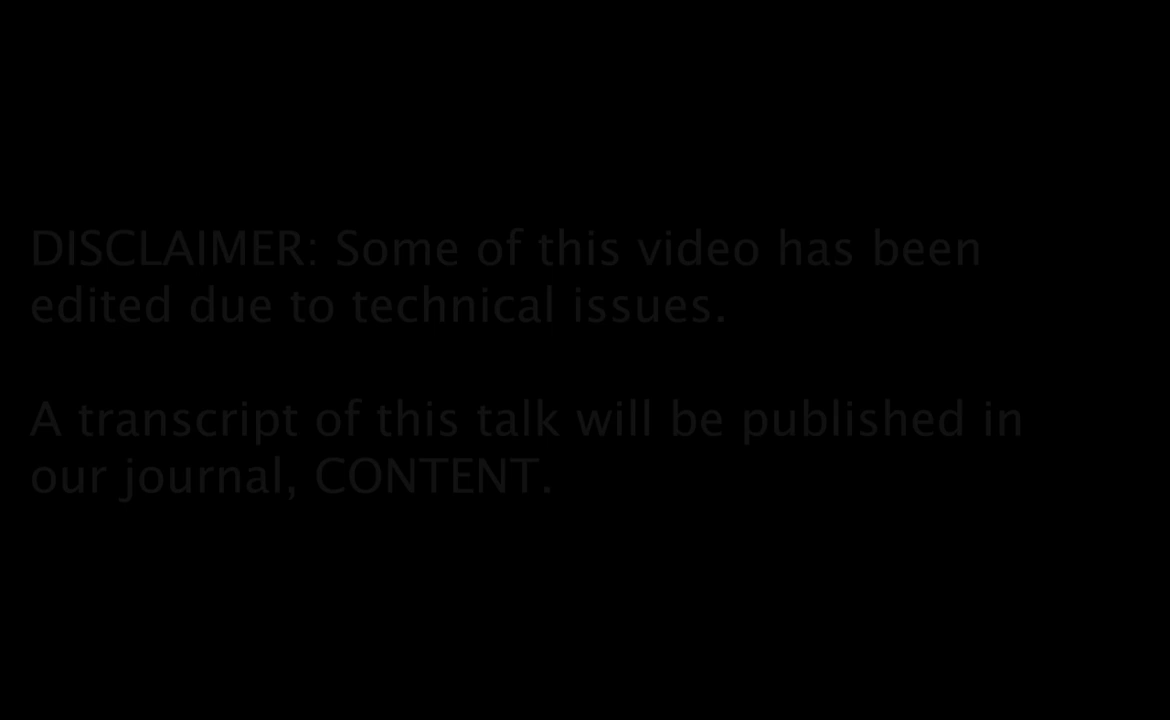 DISCLAIMER: Some of this video has been
edited due to technical issues.
A transcript of this talk will be published in
our journal, CONTENT.